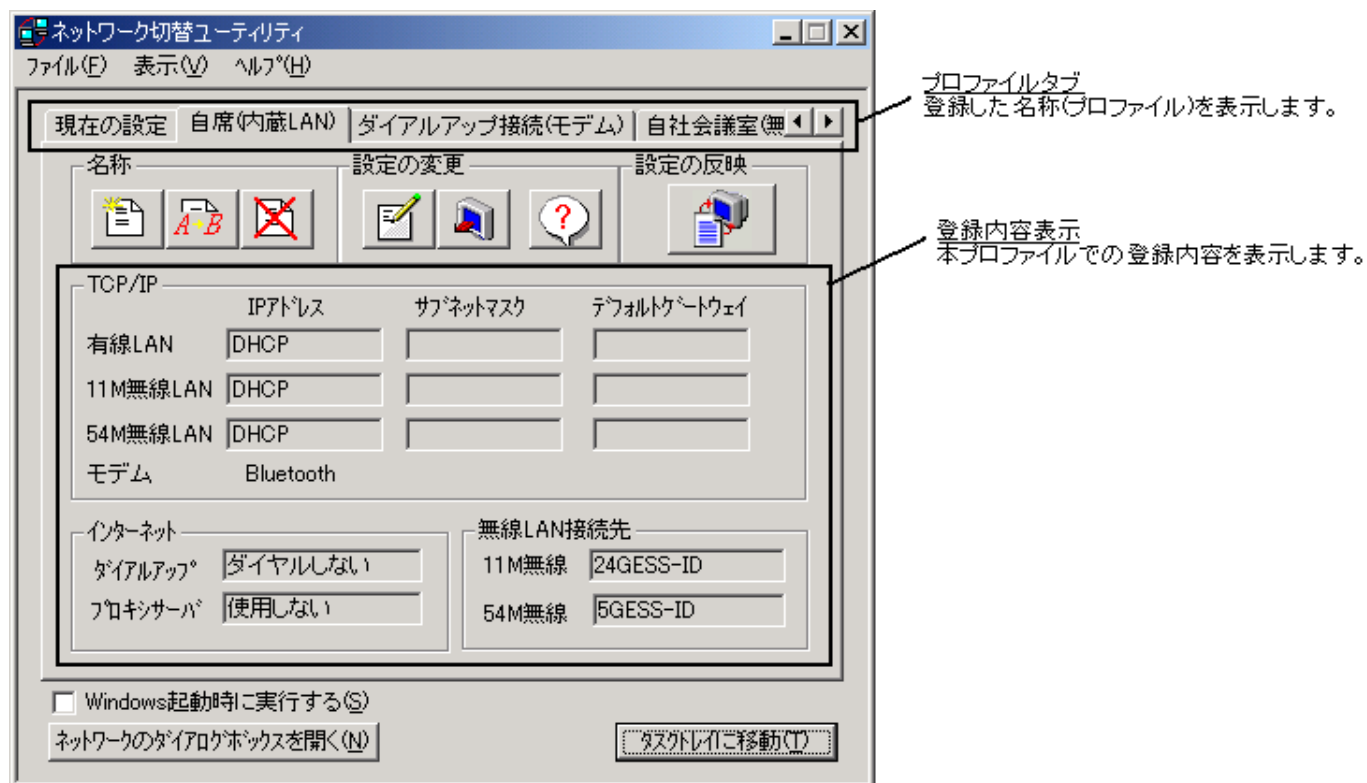 ネットワーク切替ユーティリティ
ファイル(F) 表示(V) ヘルプ(H)
現在の設定 自席(内蔵LAN) ダイアルアップ接続(モデム) 自社会議室(無
名称 設定の変更 設定の反映
A B
?
TCP/IP
IPアドレス サブネットマスク デフォルトゲートウェイ
有線LAN DHCP
11M無線LAN DHCP
54M無線LAN DHCP
モデム Bluetooth
インターネット
ダイアルアップ ダイヤルしない
プロキシサーバ 使用しない
無線LAN接続先
11M無線 24GESS-ID
54M無線 5GESS-ID
Windows起動時に実行する(S)
ネットワークのダイアログボックスを開く(N) タスクトレイに移動(T)
プロファイルタブ
登録した名称(プロファイル)を表示します。
登録内容表示
本プロファイルでの登録内容を表示します。